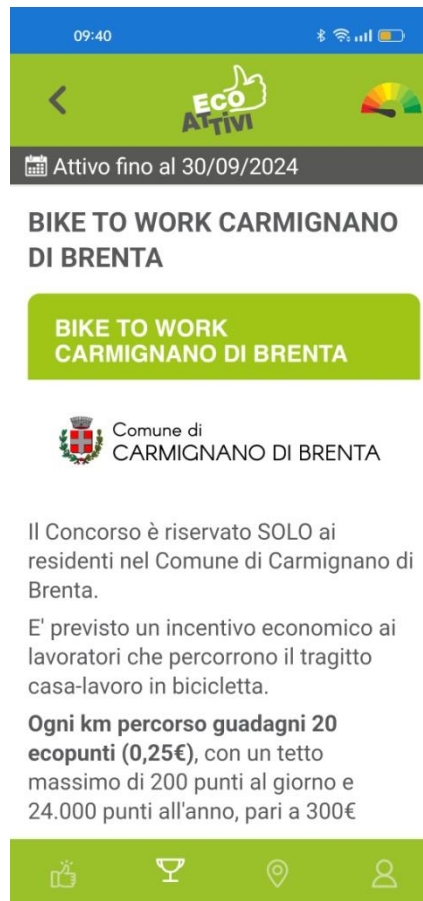 09:40
ECO
ATTIVI
Attivo fino al 30/09/2024
BIKE TO WORK CARMIGNANO
DI BRENTA
BIKE TO WORK
CARMIGNANO DI BRENTA
Comune di
CARMIGNANO DI BRENTA
Il Concorso è riservato SOLO ai
residenti nel Comune di Carmignano di
Brenta.
E' previsto un incentivo economico ai
lavoratori che percorrono il tragitto
casa-lavoro in bicicletta.
Ogni km percorso guadagni 20
ecopunti (0,25€), con un tetto
massimo di 200 punti al giorno e
24.000 punti all'anno, pari a 300€